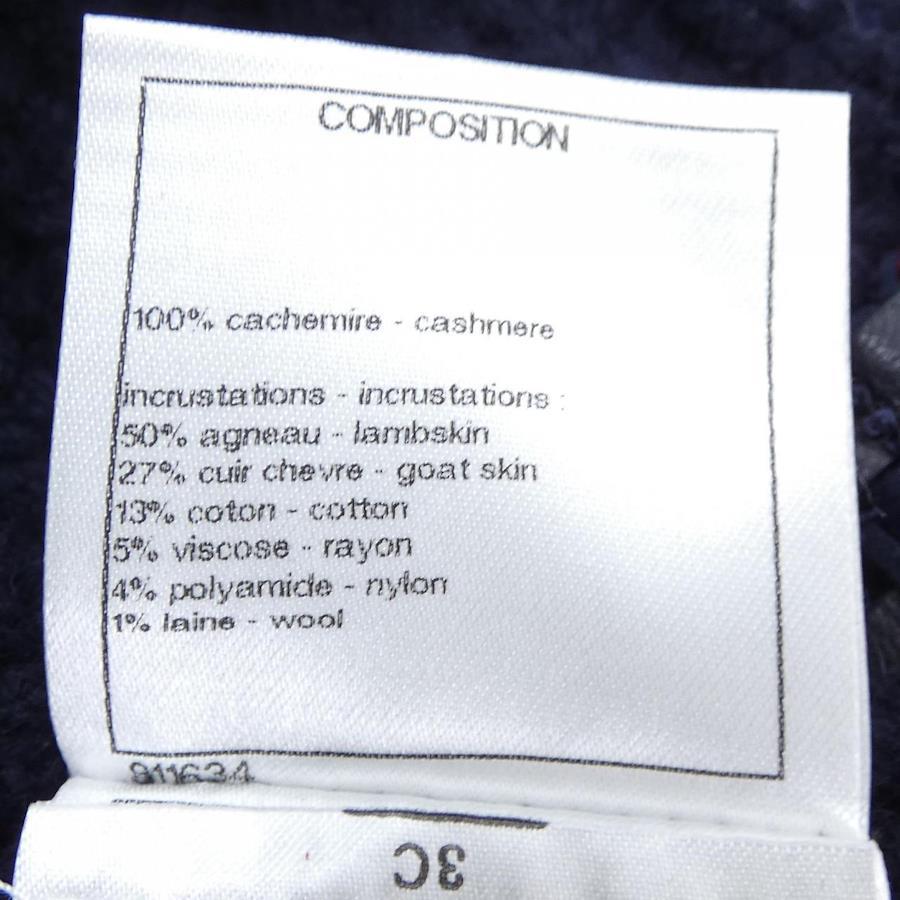 COMPOSITION
100% cachemire - cashmere
incrustations - incrustations :
50% agneau - lambskin
27% cuir chevre - goat skin
13% coton - cotton
5% viscose - rayon
4% polyamide - nylon
1% laine - wool
911634
3C